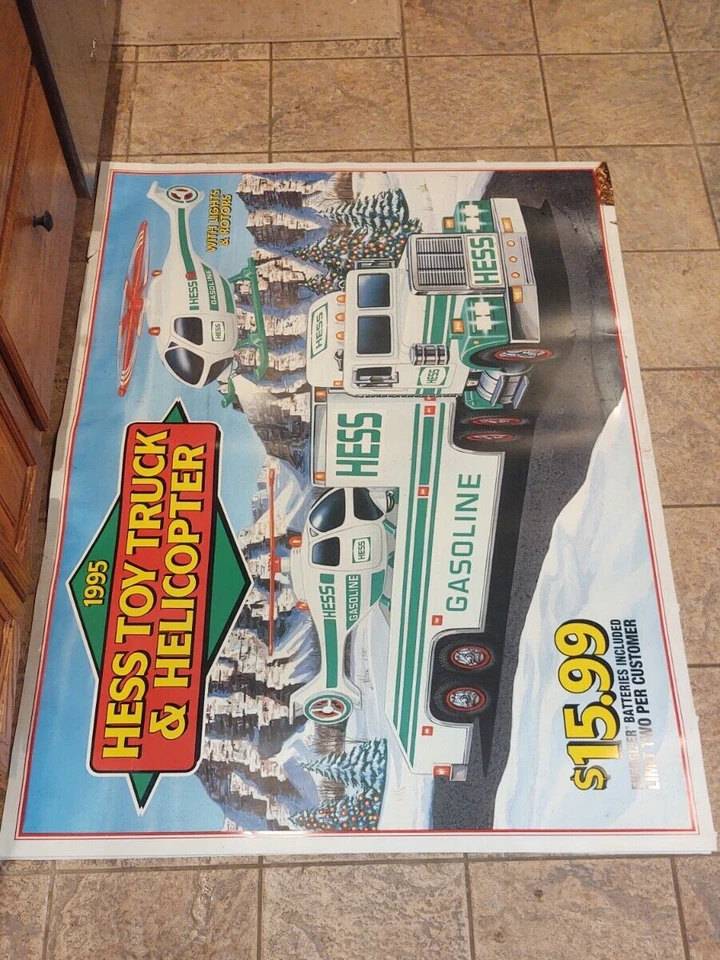 1995
HESS TOY TRUCK
& HELICOPTER
WITH LIGHTS
& ROTORS
HESS
GASOLINE
HESS
HESS
HESS
HESS
HESS
GASOLINE
HESS
HESS
GASOLINE
$15.99
BATTERIES INCLUDED
LIMIT TWO PER CUSTOMER